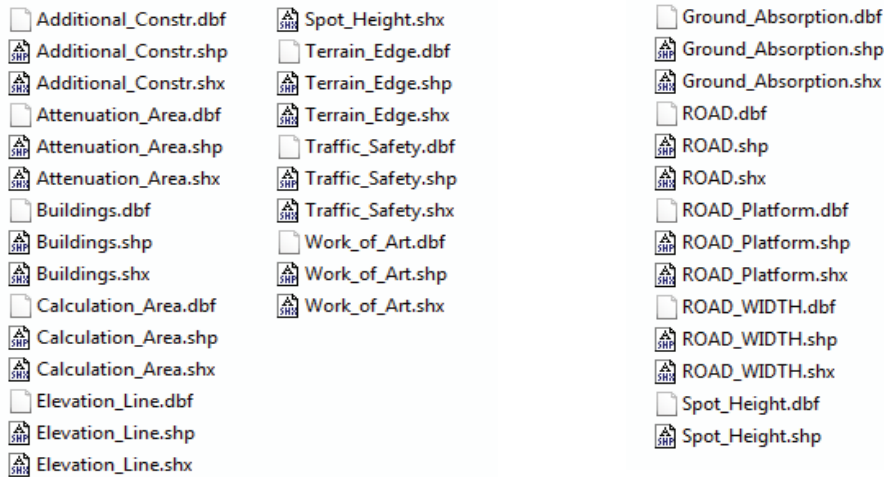 Additional_Constr.dbf
Additional_Constr.shp
Additional_Constr.shx
Attenuation_Area.dbf
Attenuation_Area.shp
Attenuation_Area.shx
Buildings.dbf
Buildings.shp
Buildings.shx
Calculation_Area.dbf
Calculation_Area.shp
Calculation_Area.shx
Elevation_Line.dbf
Elevation_Line.shp
Elevation_Line.shx
Spot_Height.shx
Terrain_Edge.dbf
Terrain_Edge.shp
Terrain_Edge.shx
Traffic_Safety.dbf
Traffic_Safety.shp
Traffic_Safety.shx
Work_of_Art.dbf
Work_of_Art.shp
Work_of_Art.shx
Ground_Absorption.dbf
Ground_Absorption.shp
Ground_Absorption.shx
ROAD.dbf
ROAD.shp
ROAD.shx
ROAD_Platform.dbf
ROAD_Platform.shp
ROAD_Platform.shx
ROAD_WIDTH.dbf
ROAD_WIDTH.shp
ROAD_WIDTH.shx
Spot_Height.dbf
Spot_Height.shp